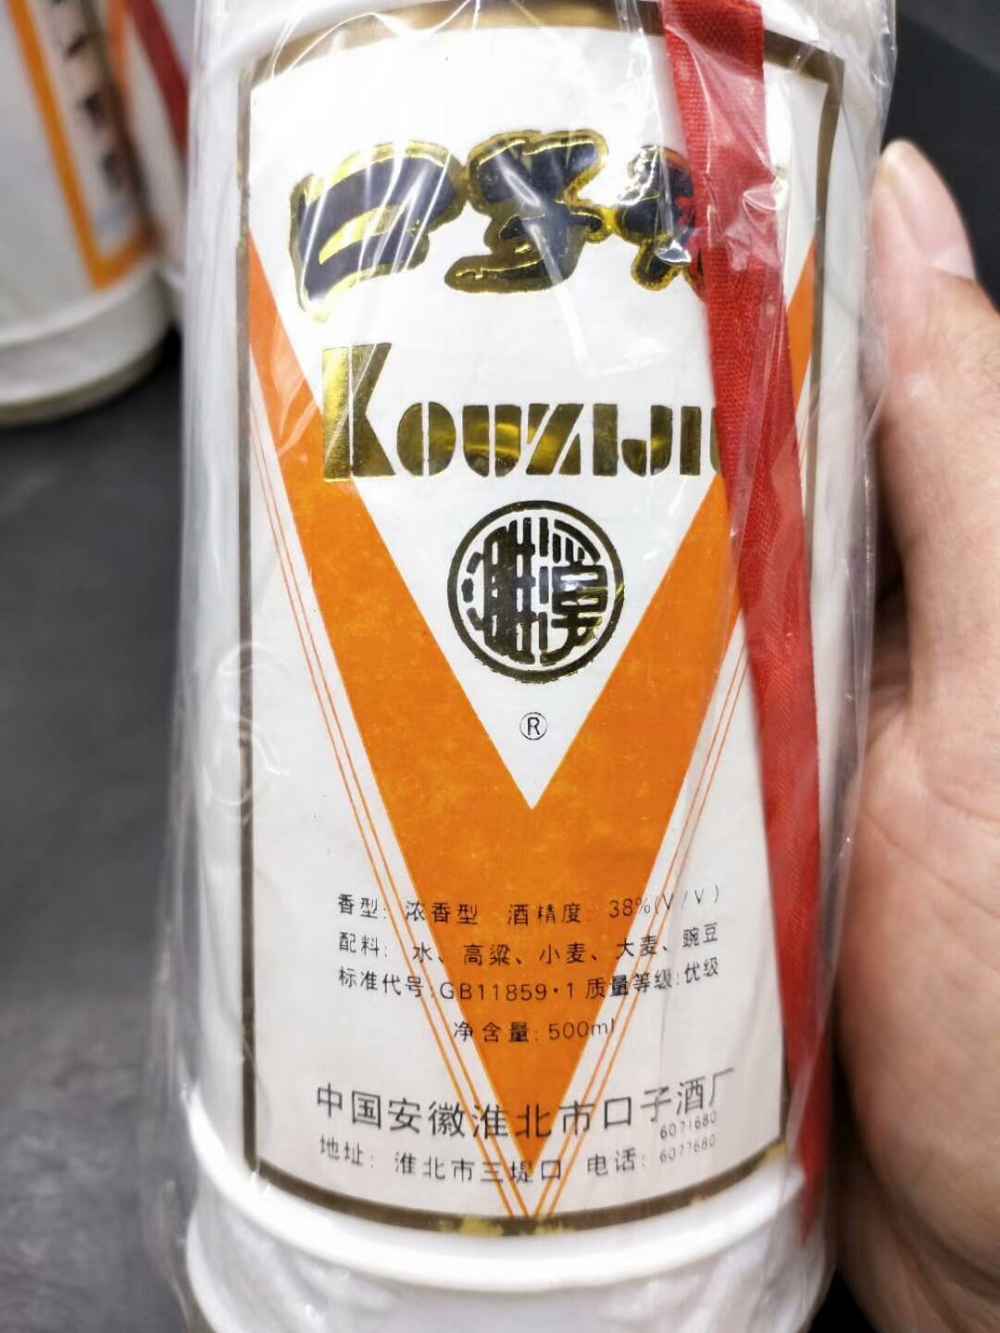 口子酒
KOUZIJIU
濉溪
®
香型: 浓香型 酒精度: 38%(V/V)
配料: 水、高粱、小麦、大麦、豌豆
标准代号:GB11859·1 质量等级:优级
净含量: 500ml
中国安徽淮北市口子酒厂
6071680
地址: 淮北市三堤口 电话: 6077680